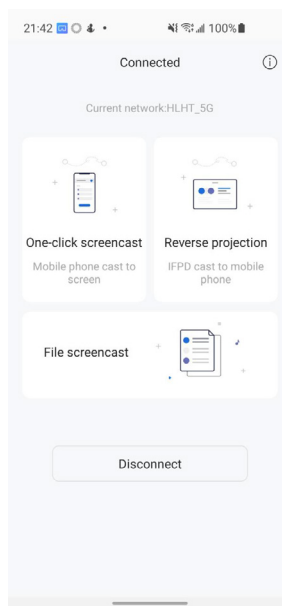 21:42
100%
Connected
Current network:HLHT_5G
One-click screencast
Mobile phone cast to
screen
Reverse projection
IFPD cast to mobile
phone
File screencast
Disconnect